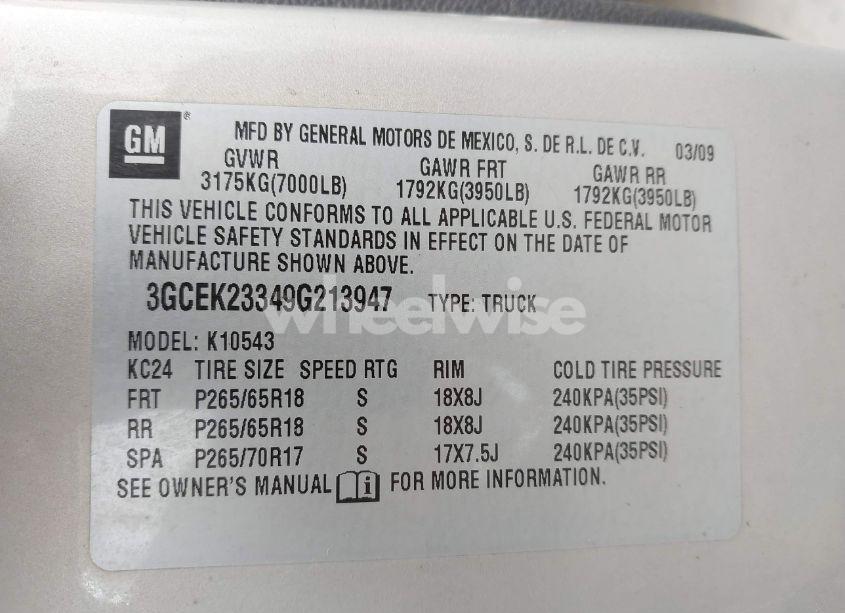 GM ® MFD BY GENERAL MOTORS DE MEXICO, S. DE R.L. DE C.V. 03/09
GVWR GAWR FRT GAWR RR
3175KG(7000LB) 1792KG(3950LB) 1792KG(3950LB)
THIS VEHICLE CONFORMS TO ALL APPLICABLE U.S. FEDERAL MOTOR
VEHICLE SAFETY STANDARDS IN EFFECT ON THE DATE OF
MANUFACTURE SHOWN ABOVE.
3GCEK23349G213947 TYPE: TRUCK
wheelwise
MODEL: K10543
KC24 TIRE SIZE SPEED RTG RIM COLD TIRE PRESSURE
FRT P265/65R18 S 18X8J 240KPA(35PSI)
RR P265/65R18 S 18X8J 240KPA(35PSI)
SPA P265/70R17 S 17X7.5J 240KPA(35PSI)
SEE OWNER'S MANUAL i FOR MORE INFORMATION.